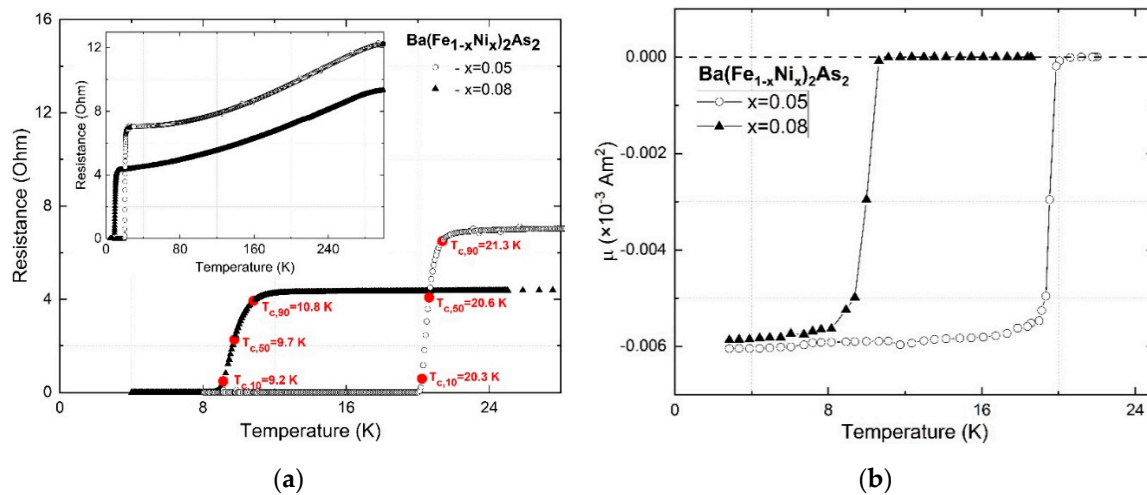 16
12
8
4
0
Resistance (Ohm)
0 4 8 12 16 20 24
Temperature (K)
12
8
4
0
Resistance (Ohm)
0 80 160 240
Temperature (K)
Ba(Fe1-xNix)2As2
- x=0.05
- x=0.08
Tc,90=21.3 K
Tc,50=20.6 K
Tc,10=20.3 K
Tc,90=10.8 K
Tc,50=9.7 K
Tc,10=9.2 K
(a)
0.000
-0.002
-0.004
-0.006
μ (×10⁻³ Am²)
Ba(Fe1-xNix)2As2
x=0.05
x=0.08
0 8 16 24
Temperature (K)
(b)